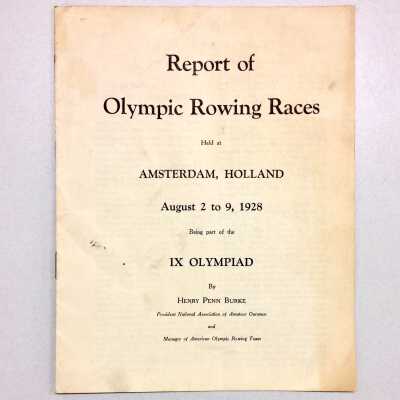 Report of
Olympic Rowing Races
Held at
AMSTERDAM, HOLLAND
August 2 to 9, 1928
Being part of the
IX OLYMPIAD
By
HENRY PENN BURKE
President National Association of Amateur Oarsmen
and
Manager of American Olympic Rowing Team